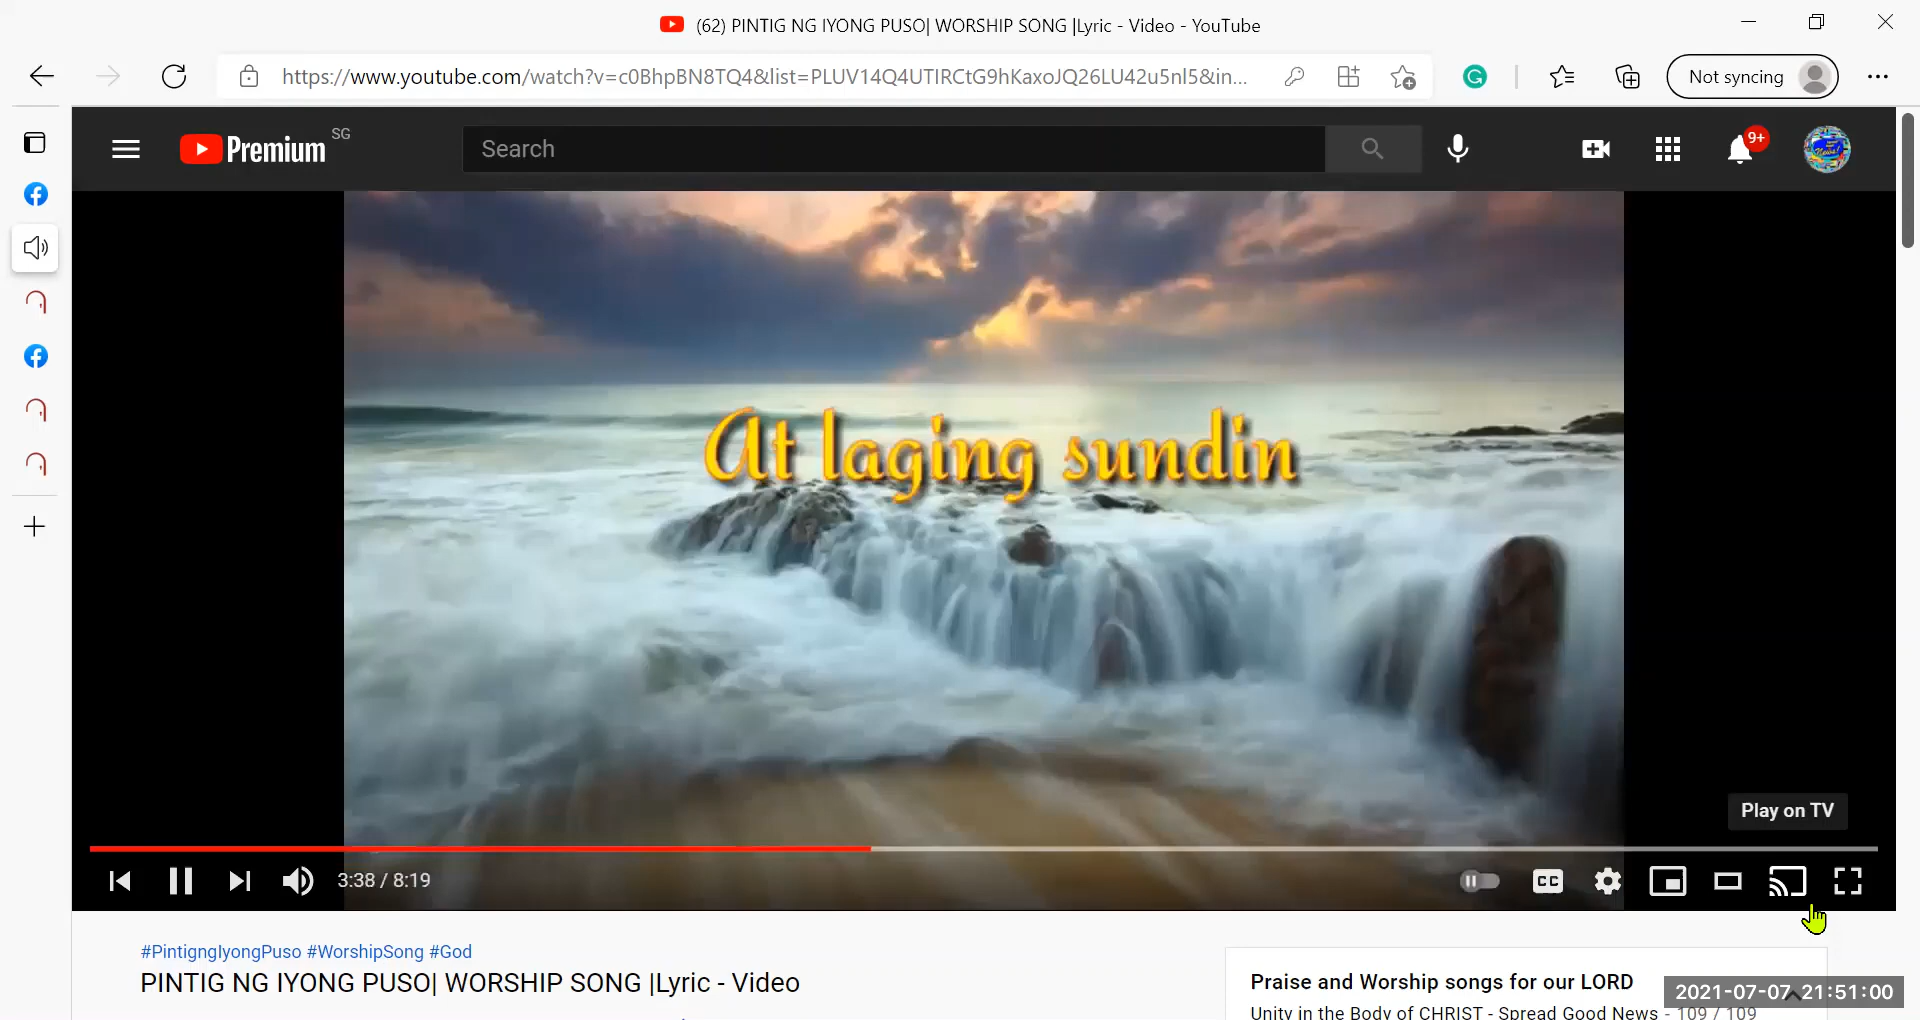 (62) PINTIG NG IYONG PUSO| WORSHIP SONG |Lyric - Video - YouTube
https://www.youtube.com/watch?v=c0BhpBN8TQ4&list=PLUV14Q4UTIRCtG9hKaxoJQ26LU42u5nl5&in...
Not syncing
Premium SG
Search
9+
At laging sundin
Play on TV
3:38 / 8:19
CC
#PintigngIyongPuso #WorshipSong #God
PINTIG NG IYONG PUSO| WORSHIP SONG |Lyric - Video
Praise and Worship songs for our LORD
2021-07-07 21:51:00
Unity in the Body of CHRIST - Spread Good News - 109 / 109